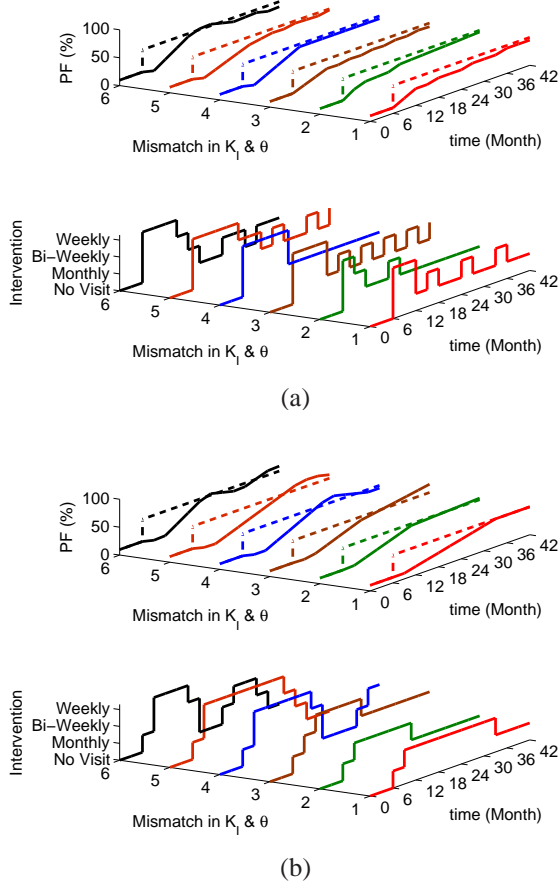 100
50
0
PF (%)
6
5
4
3
2
1
0
6
12
18
24
30
36
42
Mismatch in K_I & θ
time (Month)
Weekly
Bi−Weekly
Monthly
No Visit
Intervention
6
5
4
3
2
1
0
6
12
18
24
30
36
42
Mismatch in K_I & θ
time (Month)
(a)
100
50
0
PF (%)
6
5
4
3
2
1
0
6
12
18
24
30
36
42
Mismatch in K_I & θ
time (Month)
Weekly
Bi−Weekly
Monthly
No Visit
Intervention
6
5
4
3
2
1
0
6
12
18
24
30
36
42
Mismatch in K_I & θ
time (Month)
(b)